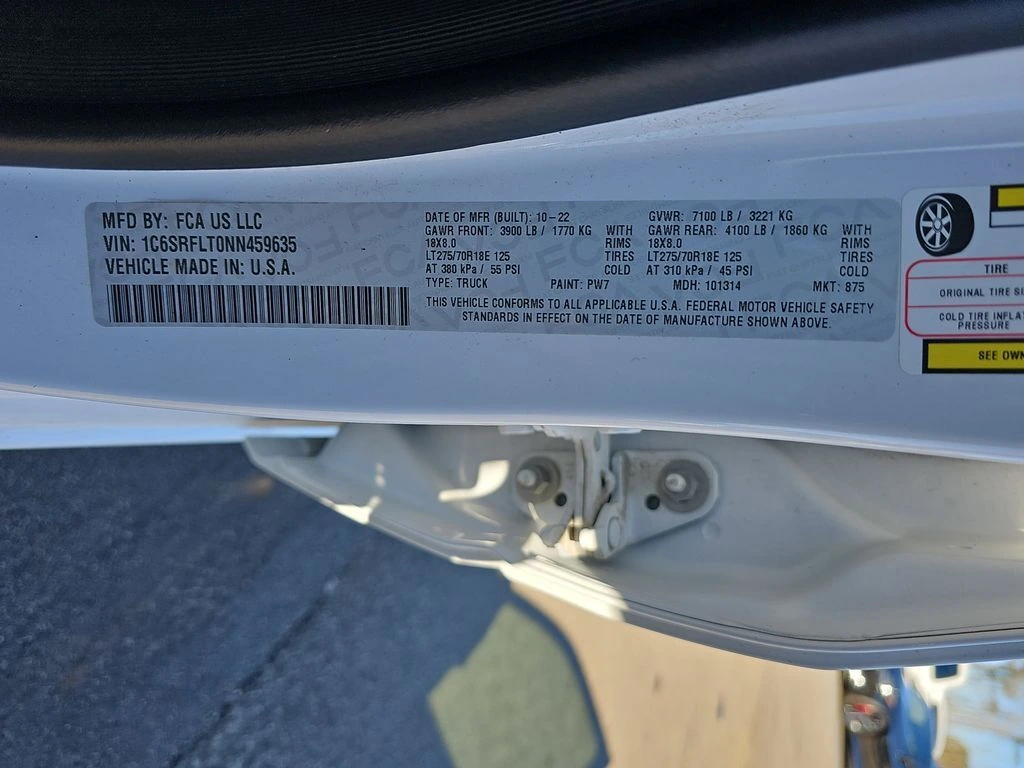 MFD BY: FCA US LLC
VIN: 1C6SRFLT0NN459635
VEHICLE MADE IN: U.S.A.
DATE OF MFR (BUILT): 10-22 GVWR: 7100 LB / 3221 KG
GAWR FRONT: 3900 LB / 1770 KG WITH GAWR REAR: 4100 LB / 1860 KG WITH
18X8.0 RIMS 18X8.0 RIMS
LT275/70R18E 125 TIRES LT275/70R18E 125 TIRES
AT 380 kPa / 55 PSI COLD AT 310 kPa / 45 PSI COLD
TYPE: TRUCK PAINT: PW7 MDH: 101314 MKT: 875
THIS VEHICLE CONFORMS TO ALL APPLICABLE U.S.A. FEDERAL MOTOR VEHICLE SAFETY
STANDARDS IN EFFECT ON THE DATE OF MANUFACTURE SHOWN ABOVE.
TIRE
ORIGINAL TIRE
COLD TIRE
PRESSURE
SEE